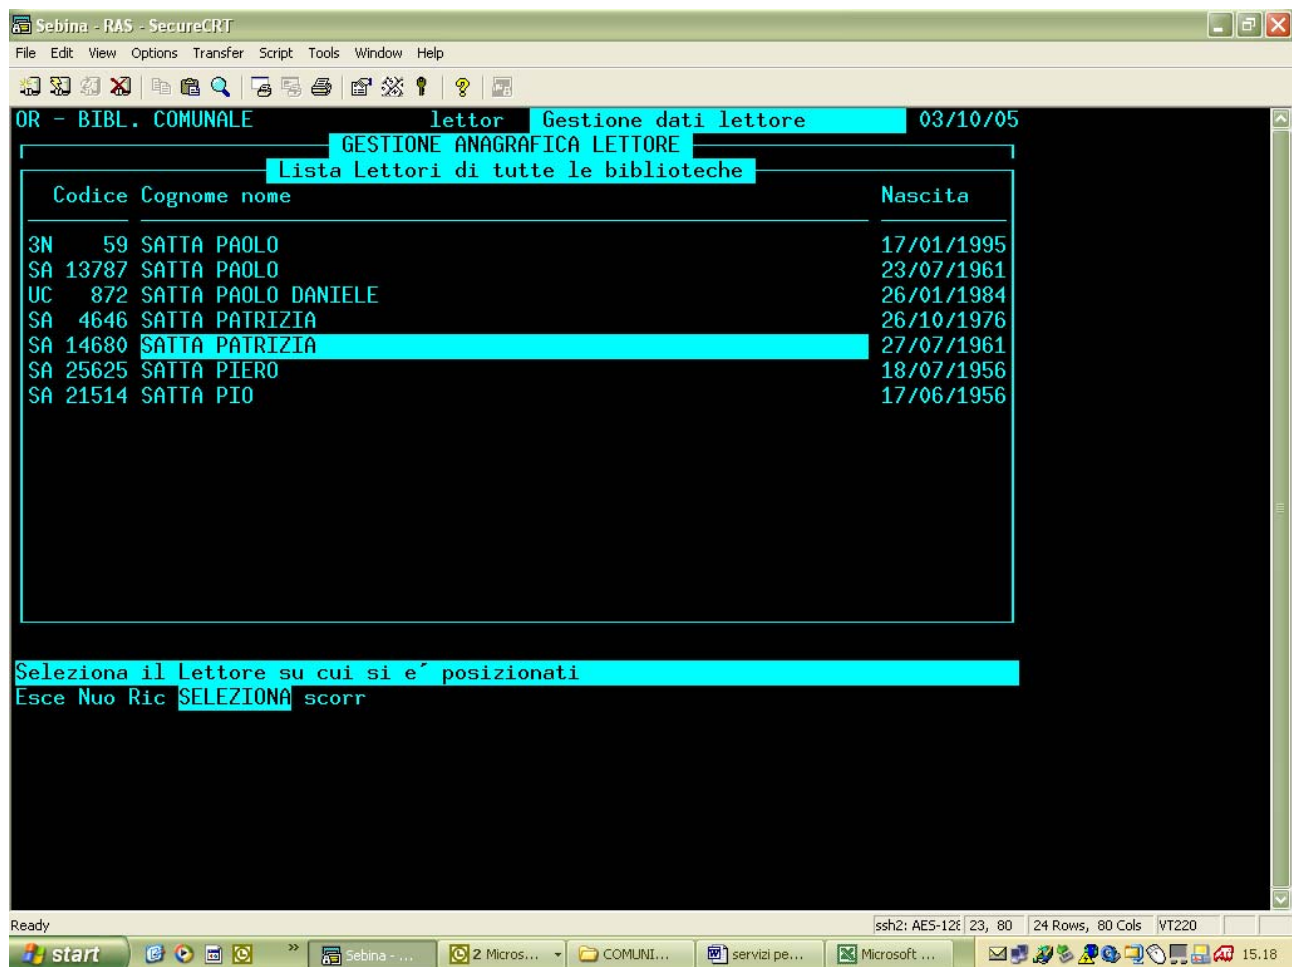 Sebina - RAS - SecureCRT
File Edit View Options Transfer Script Tools Window Help
OR - BIBL. COMUNALE lettor Gestione dati lettore 03/10/05
GESTIONE ANAGRAFICA LETTORE
Lista Lettori di tutte le biblioteche
Codice Cognome nome Nascita
3N 59 SATTA PAOLO 17/01/1995
SA 13787 SATTA PAOLO 23/07/1961
UC 872 SATTA PAOLO DANIELE 26/01/1984
SA 4646 SATTA PATRIZIA 26/10/1976
SA 14680 SATTA PATRIZIA 27/07/1961
SA 25625 SATTA PIERO 18/07/1956
SA 21514 SATTA PIO 17/06/1956
Seleziona il Lettore su cui si e´ posizionati
Esce Nuo Ric SELEZIONA scorr
Ready ssh2: AES-128 23, 80 24 Rows, 80 Cols VT220
start » Sebina - ... 2 Micros... COMUNI... servizi pe... Microsoft ... 15.18